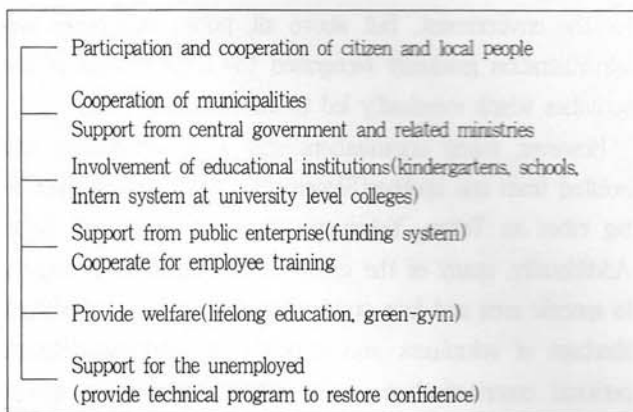 Participation and cooperation of citizen and local people
Cooperation of municipalities
Support from central government and related ministries
Involvement of educational institutions(kindergartens, schools,
Intern system at university level colleges)
Support from public enterprise(funding system)
Cooperate for employee training
Provide welfare(lifelong education, green-gym)
Support for the unemployed
(provide technical program to restore confidence)